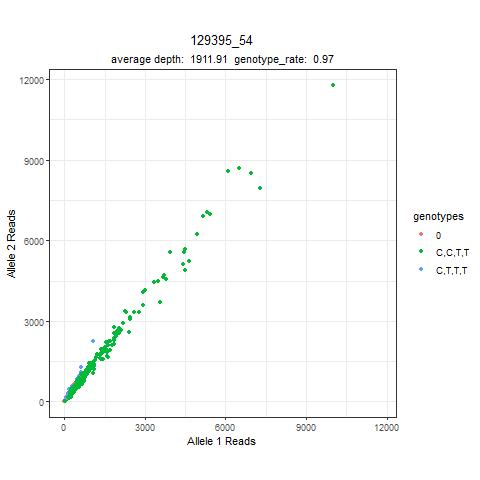 129395_54
average depth: 1911.91 genotype_rate: 0.97
12000
9000
6000
3000
0
Allele 2 Reads
0 3000 6000 9000 12000
Allele 1 Reads
genotypes
0
C,C,T,T
C,T,T,T